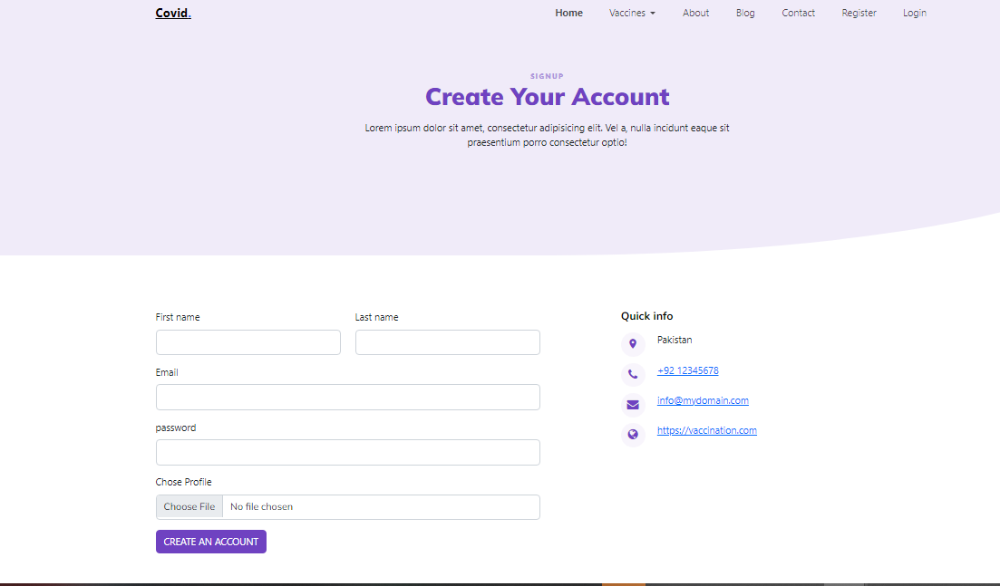 Covid.
Home Vaccines About Blog Contact Register Login
SIGNUP
Create Your Account
Lorem ipsum dolor sit amet, consectetur adipisicing elit. Vel a, nulla incidunt eaque sit
praesentium porro consectetur optio!
First name Last name
Email
password
Chose Profile
Choose File No file chosen
CREATE AN ACCOUNT
Quick info
Pakistan
+92 12345678
info@mydomain.com
https://vaccination.com